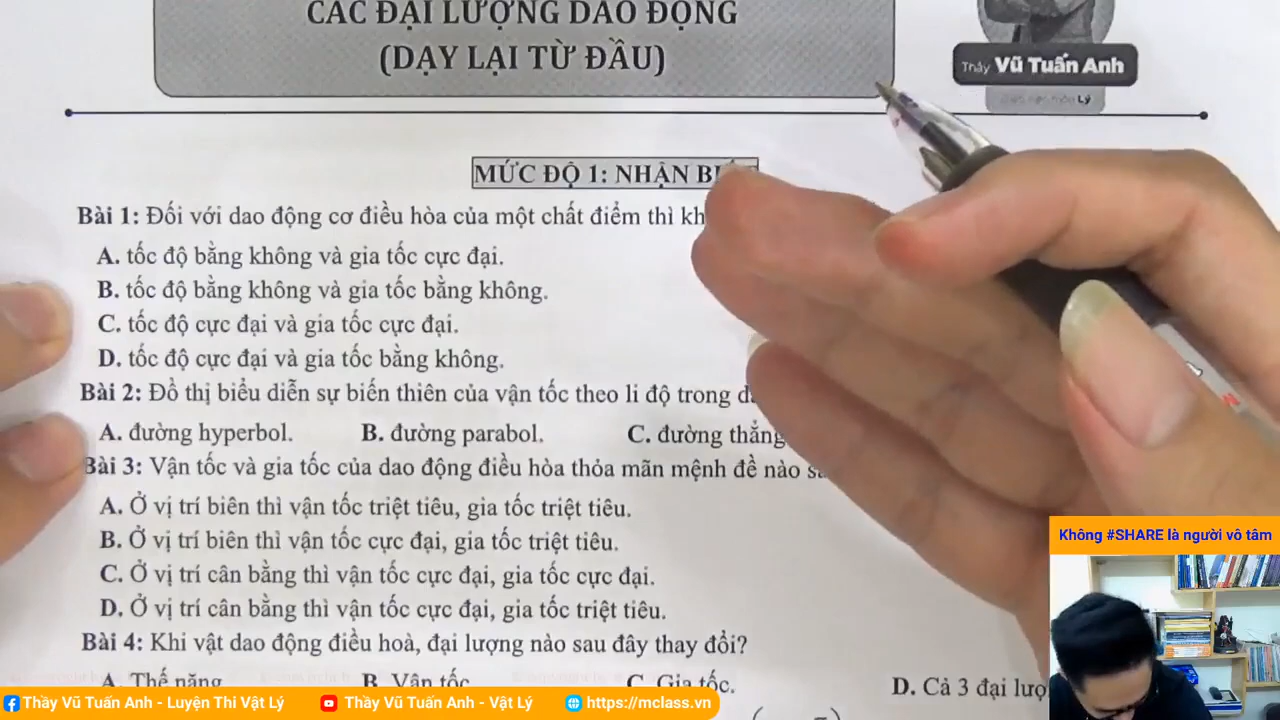 CÁC ĐẠI LƯỢNG DAO ĐỘNG
(DẠY LẠI TỪ ĐẦU)
Thầy Vũ Tuấn Anh
Lý
MỨC ĐỘ 1: NHẬN
Bài 1: Đối với dao động cơ điều hòa của một chất điểm thì
A. tốc độ bằng không và gia tốc cực đại.
B. tốc độ bằng không và gia tốc bằng không.
C. tốc độ cực đại và gia tốc cực đại.
D. tốc độ cực đại và gia tốc bằng không.
Bài 2: Đồ thị biểu diễn sự biến thiên của vận tốc theo li độ trong
A. đường hyperbol. B. đường parabol. C. đường thẳng
Bài 3: Vận tốc và gia tốc của dao động điều hòa thỏa mãn mệnh đề nào
A. Ở vị trí biên thì vận tốc triệt tiêu, gia tốc triệt tiêu.
B. Ở vị trí biên thì vận tốc cực đại, gia tốc triệt tiêu.
C. Ở vị trí cân bằng thì vận tốc cực đại, gia tốc cực đại.
D. Ở vị trí cân bằng thì vận tốc cực đại, gia tốc triệt tiêu.
Bài 4: Khi vật dao động điều hoà, đại lượng nào sau đây thay đổi?
A. Thế năng B. Vận tốc C. Gia tốc. D. Cả 3 đại
Không #SHARE là người vô tâm
Thầy Vũ Tuấn Anh - Luyện Thi Vật Lý Thầy Vũ Tuấn Anh - Vật Lý https://mclass.vn